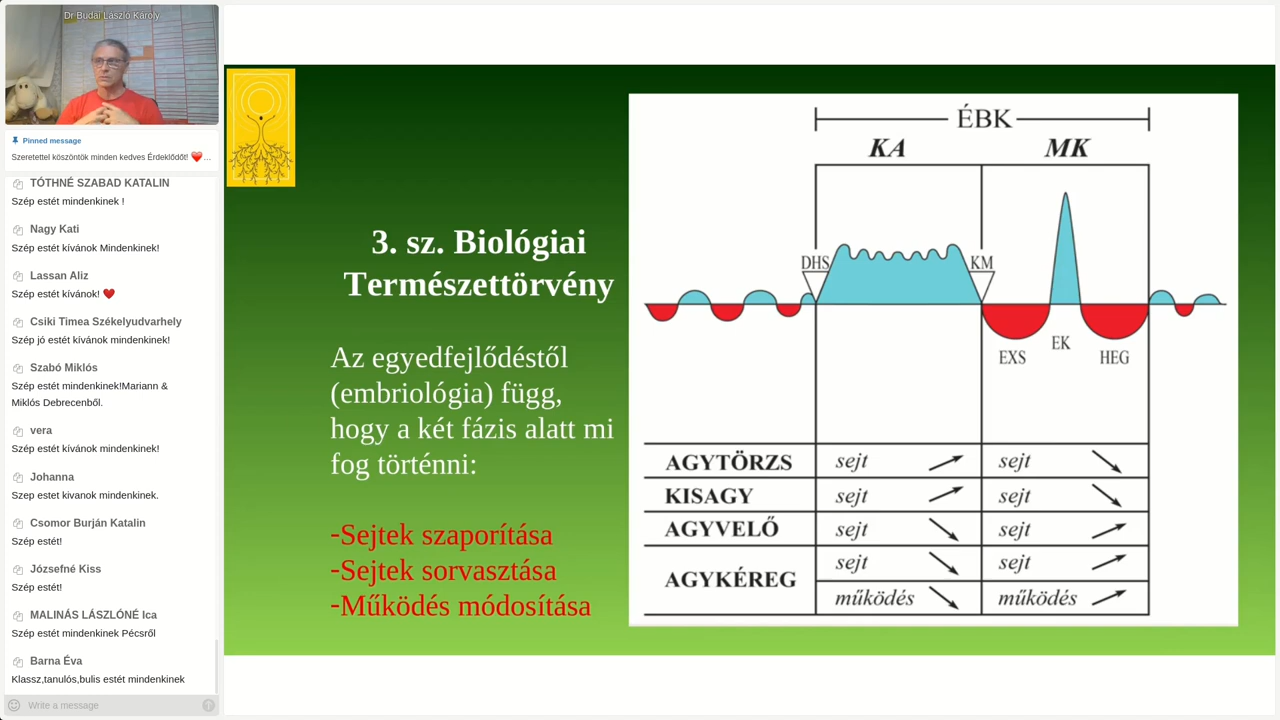 Dr Budai László Károly
Pinned message
Szeretettel köszöntök minden kedves Érdeklődőt! ❤️...
TÓTHNÉ SZABAD KATALIN
Szép estét mindenkinek !
Nagy Kati
Szép estét kívánok Mindenkinek!
Lassan Aliz
Szép estét kívánok! ❤️
Csiki Timea Székelyudvarhely
Szép jó estét kívánok mindenkinek!
Szabó Miklós
Szép estét mindenkinek!Mariann &
Miklós Debrecenből.
vera
Szép estét kívánok mindenkinek!
Johanna
Szep estet kivanok mindenkinek.
Csomor Burján Katalin
Szép estét!
Józsefné Kiss
Szép estét!
MALINÁS LÁSZLÓNÉ Ica
Szép estét mindenkinek Pécsről
Barna Éva
Klassz,tanulós,bulis estét mindenkinek
Write a message
3. sz. Biológiai
Természettörvény
Az egyedfejlődéstől
(embriológia) függ,
hogy a két fázis alatt mi
fog történni:
-Sejtek szaporítása
-Sejtek sorvasztása
-Működés módosítása
ÉBK
KA MK
DHS KM
EXS EK HEG
AGYTÖRZS sejt sejt
KISAGY sejt sejt
AGYVELŐ sejt sejt
AGYKÉREG sejt sejt
működés működés